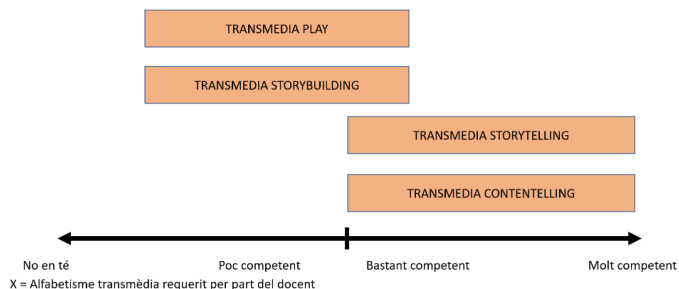 TRANSMEDIA PLAY
TRANSMEDIA STORYBUILDING
TRANSMEDIA STORYTELLING
TRANSMEDIA CONTENTELLING
No en té
Poc competent
Bastant competent
Molt competent
X = Alfabetisme transmèdia requerit per part del docent